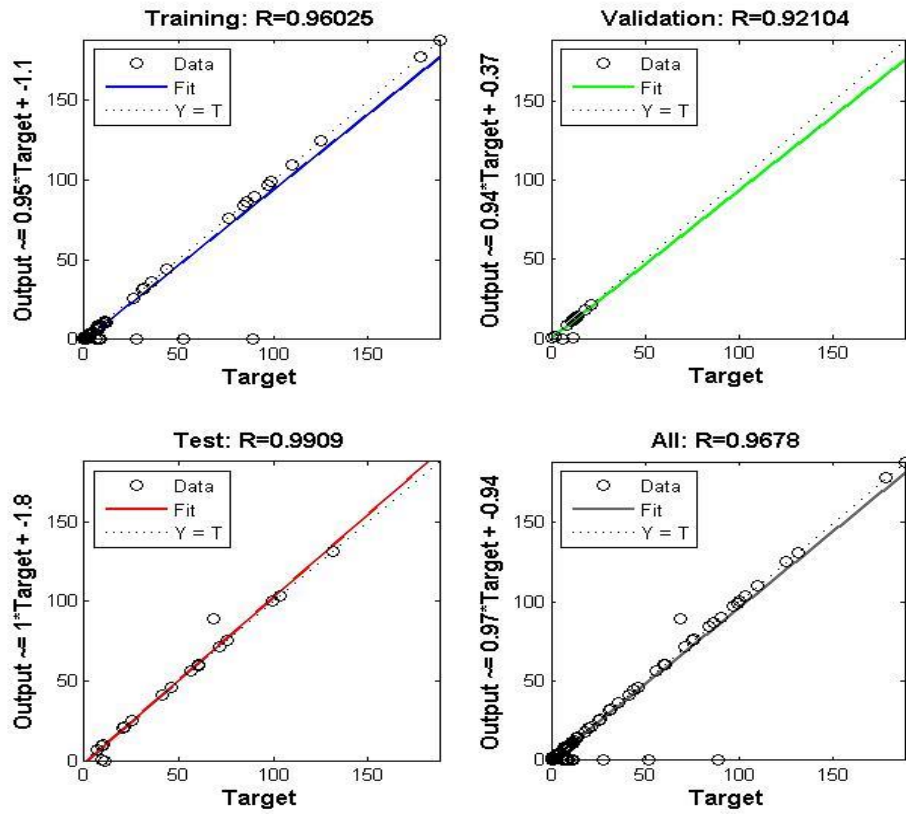 Training: R=0.96025
Output ~= 0.95*Target + -1.1
Data
Fit
Y = T
150
100
50
0
0
50
100
150
Target
Validation: R=0.92104
Output ~= 0.94*Target + -0.37
Data
Fit
Y = T
150
100
50
0
0
50
100
150
Target
Test: R=0.9909
Output ~= 1*Target + -1.8
Data
Fit
Y = T
150
100
50
0
0
50
100
150
Target
All: R=0.9678
Output ~= 0.97*Target + -0.94
Data
Fit
Y = T
150
100
50
0
0
50
100
150
Target